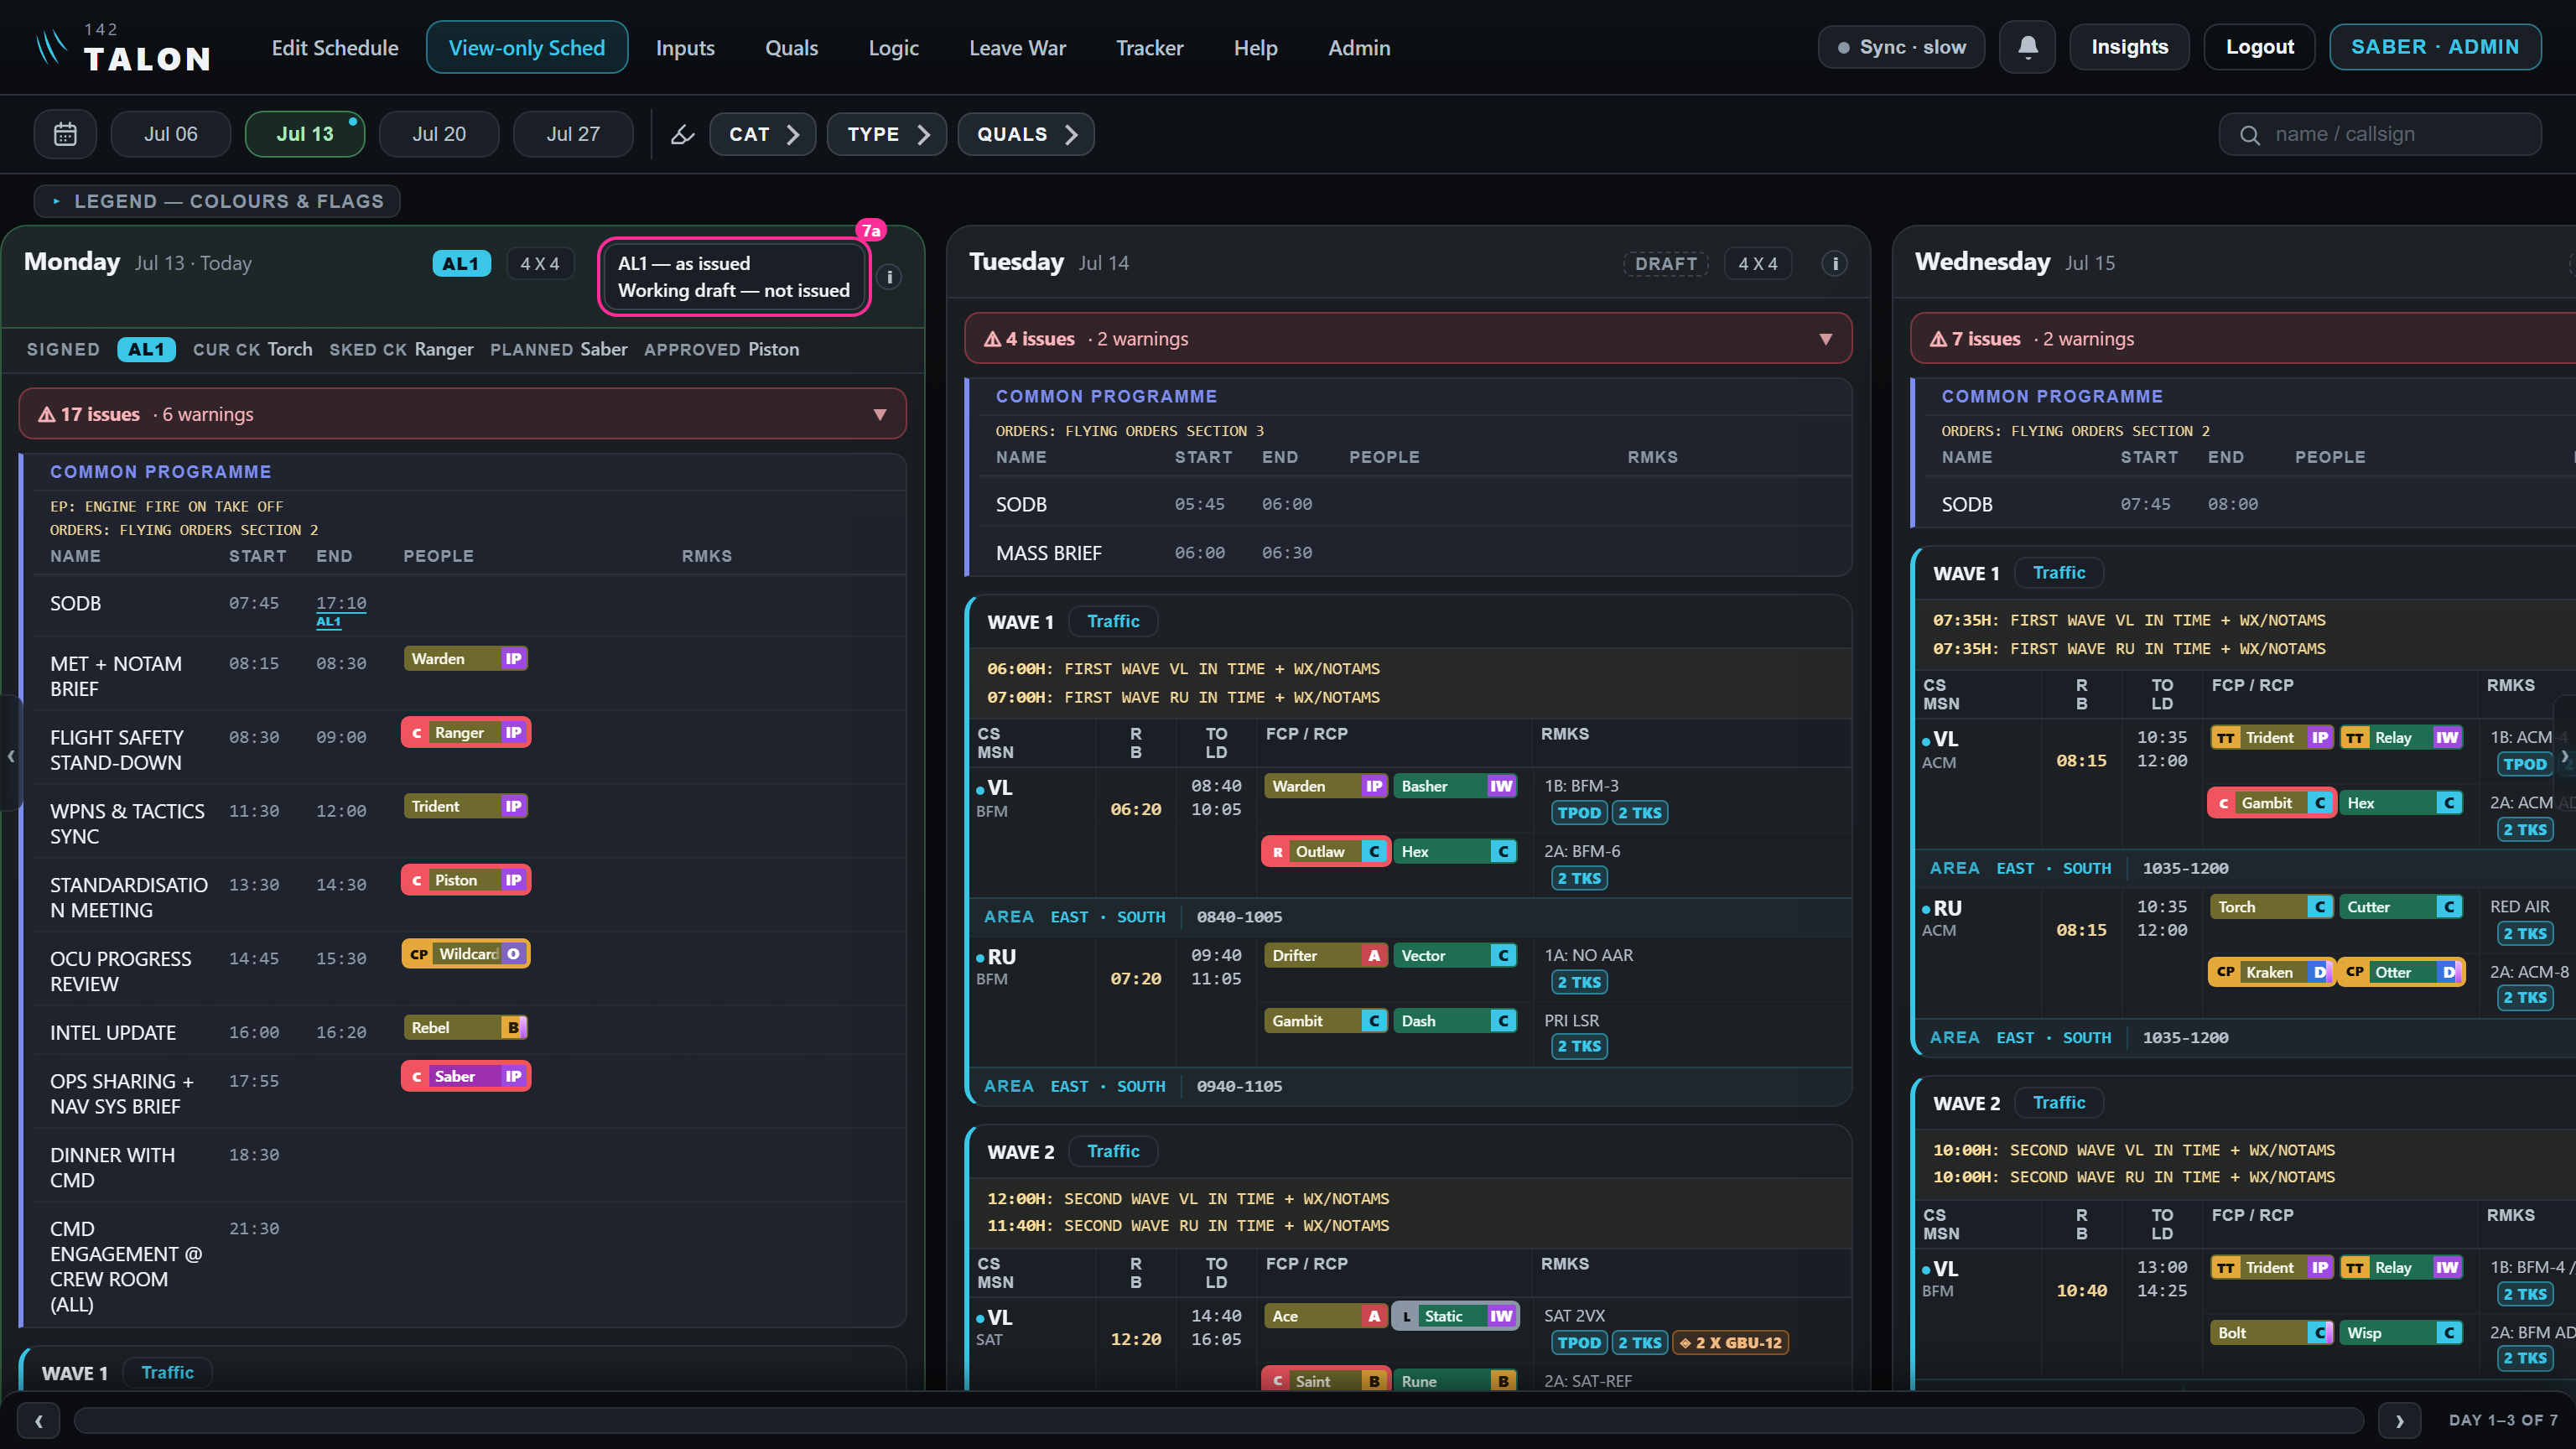 142
TALON
Edit Schedule
View-only Sched
Inputs
Quals
Logic
Leave War
Tracker
Help
Admin
Sync · slow
Insights
Logout
SABER · ADMIN
Jul 06
Jul 13
Jul 20
Jul 27
CAT
TYPE
QUALS
name / callsign
LEGEND — COLOURS & FLAGS
Monday Jul 13 · Today
AL1
4 X 4
7a
AL1 — as issued
Working draft — not issued
SIGNED AL1 CUR CK Torch SKED CK Ranger PLANNED Saber APPROVED Piston
17 issues · 6 warnings
COMMON PROGRAMME
EP: ENGINE FIRE ON TAKE OFF
ORDERS: FLYING ORDERS SECTION 2
NAME START END PEOPLE RMKS
SODB 07:45 17:10
AL1
MET + NOTAM 08:15 08:30 Warden IP
BRIEF
FLIGHT SAFETY 08:30 09:00 C Ranger IP
STAND-DOWN
WPNS & TACTICS 11:30 12:00 Trident IP
SYNC
STANDARDISATIO 13:30 14:30 C Piston IP
N MEETING
OCU PROGRESS 14:45 15:30 CP Wildcard O
REVIEW
INTEL UPDATE 16:00 16:20 Rebel B
OPS SHARING + 17:55 C Saber IP
NAV SYS BRIEF
DINNER WITH 18:30
CMD
CMD 21:30
ENGAGEMENT @
CREW ROOM
(ALL)
WAVE 1 Traffic
Tuesday Jul 14
DRAFT 4 X 4
4 issues · 2 warnings
COMMON PROGRAMME
ORDERS: FLYING ORDERS SECTION 3
NAME START END PEOPLE RMKS
SODB 05:45 06:00
MASS BRIEF 06:00 06:30
WAVE 1 Traffic
06:00H: FIRST WAVE VL IN TIME + WX/NOTAMS
07:00H: FIRST WAVE RU IN TIME + WX/NOTAMS
CS R TO FCP / RCP RMKS
MSN B LD
VL 08:40 Warden IP Basher IW 1B: BFM-3
BFM 06:20 10:05 TPOD 2 TKS
R Outlaw C Hex C 2A: BFM-6
2 TKS
AREA EAST · SOUTH 0840-1005
RU 09:40 Drifter A Vector C 1A: NO AAR
BFM 07:20 11:05 2 TKS
Gambit C Dash C PRI LSR
2 TKS
AREA EAST · SOUTH 0940-1105
WAVE 2 Traffic
12:00H: SECOND WAVE VL IN TIME + WX/NOTAMS
11:40H: SECOND WAVE RU IN TIME + WX/NOTAMS
CS R TO FCP / RCP RMKS
MSN B LD
VL 14:40 Ace A L Static IW SAT 2VX
SAT 12:20 16:05 TPOD 2 TKS 2 X GBU-12
C Saint B Rune B 2A: SAT-REF
Wednesday Jul 15
7 issues · 2 warnings
COMMON PROGRAMME
ORDERS: FLYING ORDERS SECTION 2
NAME START END PEOPLE
SODB 07:45 08:00
WAVE 1 Traffic
07:35H: FIRST WAVE VL IN TIME + WX/NOTAMS
07:35H: FIRST WAVE RU IN TIME + WX/NOTAMS
CS R TO FCP / RCP RMKS
MSN B LD
VL 10:35 TT Trident IP TT Relay IW 1B: ACM
ACM 08:15 12:00 TPOD
C Gambit C Hex C 2A: ACM
2 TKS
AREA EAST · SOUTH 1035-1200
RU 10:35 Torch C Cutter C RED AIR
ACM 08:15 12:00 2 TKS
CP Kraken D CP Otter D 2A: ACM-8
2 TKS
AREA EAST · SOUTH 1035-1200
WAVE 2 Traffic
10:00H: SECOND WAVE VL IN TIME + WX/NOTAMS
10:00H: SECOND WAVE RU IN TIME + WX/NOTAMS
CS R TO FCP / RCP RMKS
MSN B LD
VL 13:00 TT Trident IP TT Relay IW 1B: BFM-4 /
BFM 10:40 14:25 2 TKS
Bolt C Wisp C 2A: BFM AD
2 TKS
DAY 1–3 OF 7